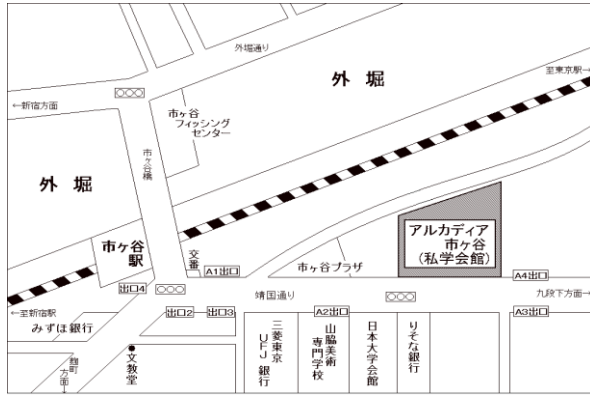 外堀通り
至東京駅→
外 堀
←新宿方面
市ヶ谷
フィッシング
センター
市ヶ谷橋
外 堀
アルカディア
市ヶ谷
(私学会館)
市ヶ谷
駅
交番
A1出口
市ヶ谷プラザ
A4出口
出口4
靖国通り
九段下方面→
←至新宿駅
出口2
出口3
A2出口
A3出口
みずほ銀行
麹町方面
文教堂
三菱東京
UFJ銀行
山脇美術
専門学校
日本大学会館
りそな銀行